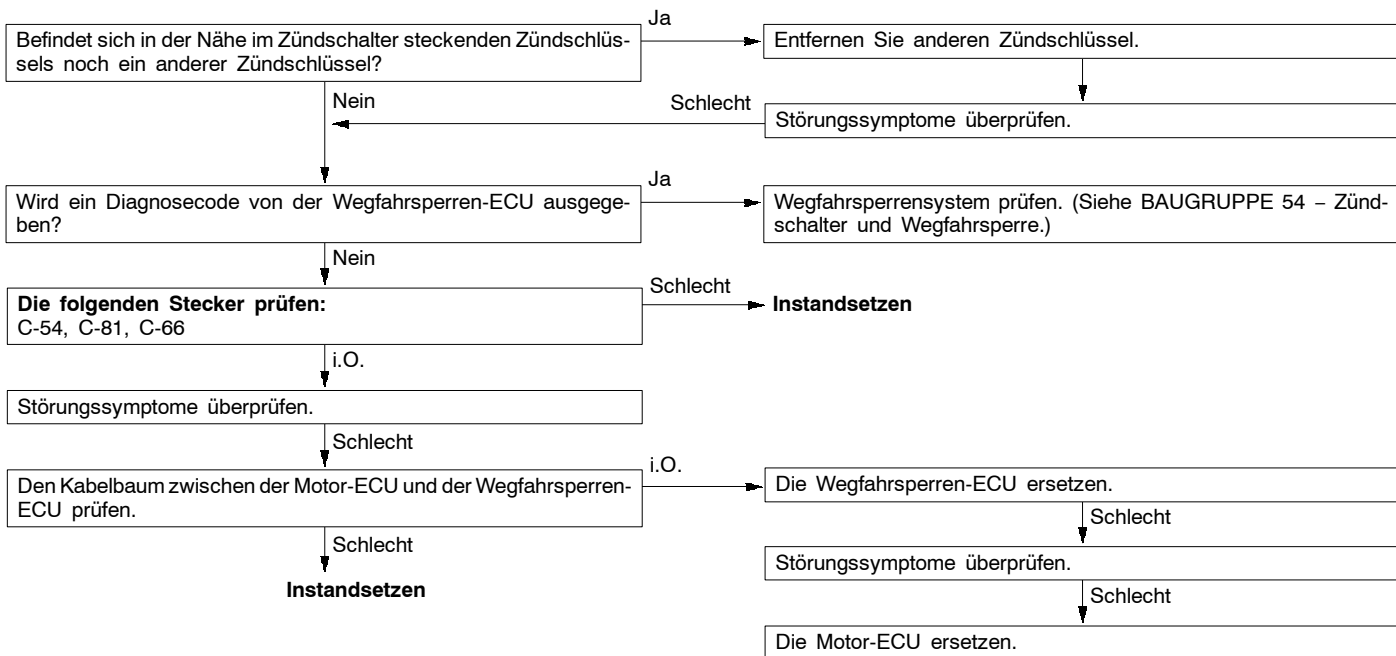 Ja
Befindet sich in der Nähe im Zündschalter steckenden Zündschlüs-
sels noch ein anderer Zündschlüssel?
Entfernen Sie anderen Zündschlüssel.
Nein
Schlecht
Störungssymptome überprüfen.
Wird ein Diagnosecode von der Wegfahrsperren-ECU ausgege-
ben?
Ja
Wegfahrsperrensystem prüfen. (Siehe BAUGRUPPE 54 – Zünd-
schalter und Wegfahrsperre.)
Nein
Die folgenden Stecker prüfen:
C-54, C-81, C-66
Schlecht
Instandsetzen
i.O.
Störungssymptome überprüfen.
Schlecht
Den Kabelbaum zwischen der Motor-ECU und der Wegfahrsperren-
ECU prüfen.
i.O.
Die Wegfahrsperren-ECU ersetzen.
Schlecht
Schlecht
Störungssymptome überprüfen.
Instandsetzen
Schlecht
Die Motor-ECU ersetzen.